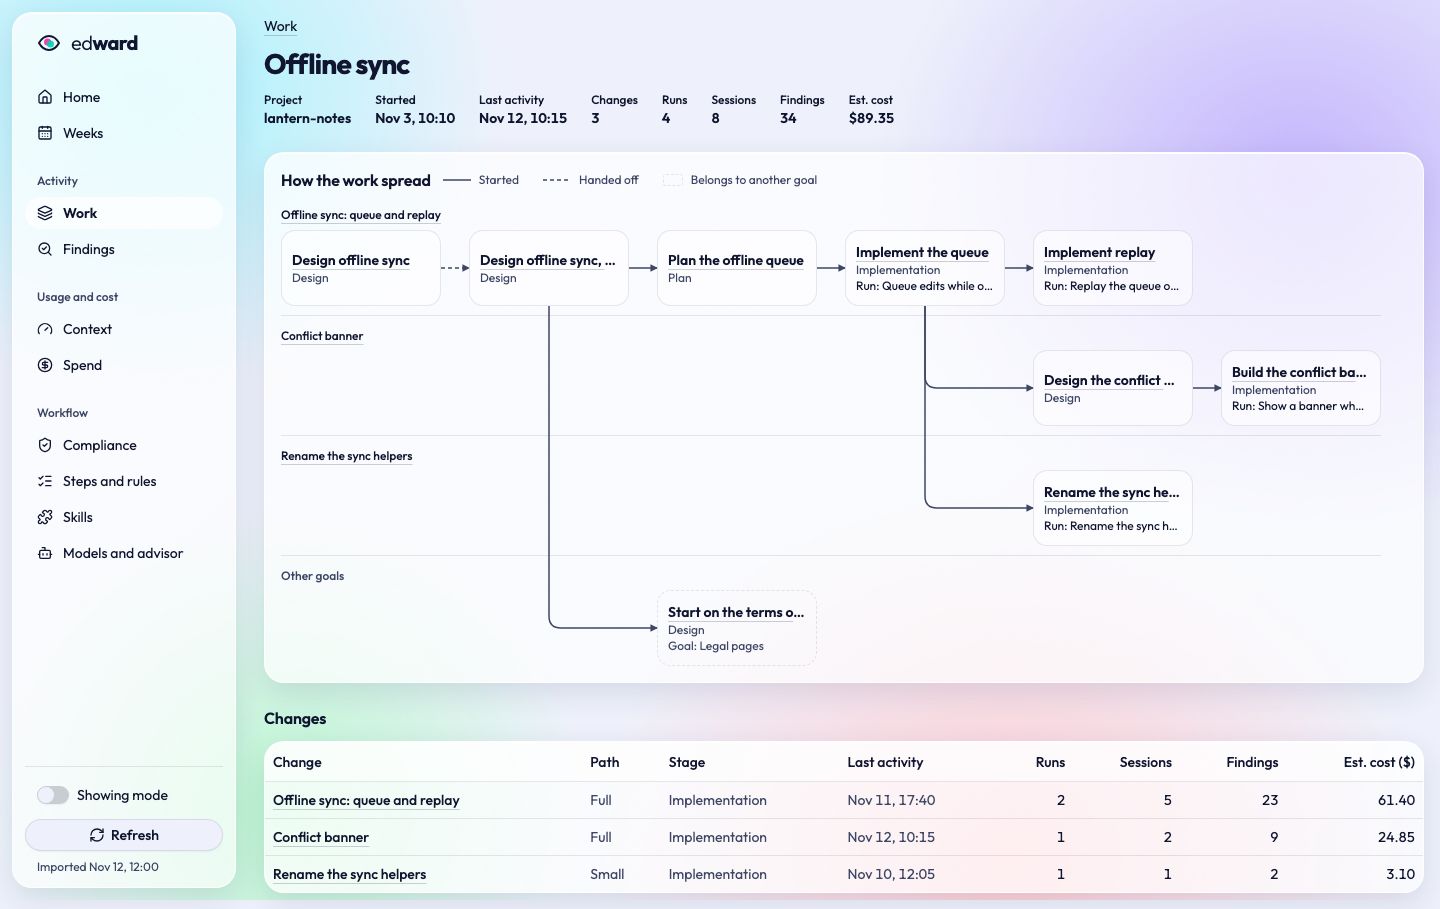 edward
Home
Weeks
Activity
Work
Findings
Usage and cost
Context
Spend
Workflow
Compliance
Steps and rules
Skills
Models and advisor
Showing mode
Refresh
Imported Nov 12, 12:00
Work
Offline sync
Project Started Last activity Changes Runs Sessions Findings Est. cost
lantern-notes Nov 3, 10:10 Nov 12, 10:15 3 4 8 34 $89.35
How the work spread Started Handed off Belongs to another goal
Offline sync: queue and replay
Design offline sync
Design
Design offline sync, ...
Design
Plan the offline queue
Plan
Implement the queue
Implementation
Run: Queue edits while o...
Implement replay
Implementation
Run: Replay the queue o...
Conflict banner
Design the conflict ...
Design
Build the conflict ba...
Implementation
Run: Show a banner wh...
Rename the sync helpers
Rename the sync he...
Implementation
Run: Rename the sync h...
Other goals
Start on the terms o...
Design
Goal: Legal pages
Changes
Change Path Stage Last activity Runs Sessions Findings Est. cost ($)
Offline sync: queue and replay Full Implementation Nov 11, 17:40 2 5 23 61.40
Conflict banner Full Implementation Nov 12, 10:15 1 2 9 24.85
Rename the sync helpers Small Implementation Nov 10, 12:05 1 1 2 3.10